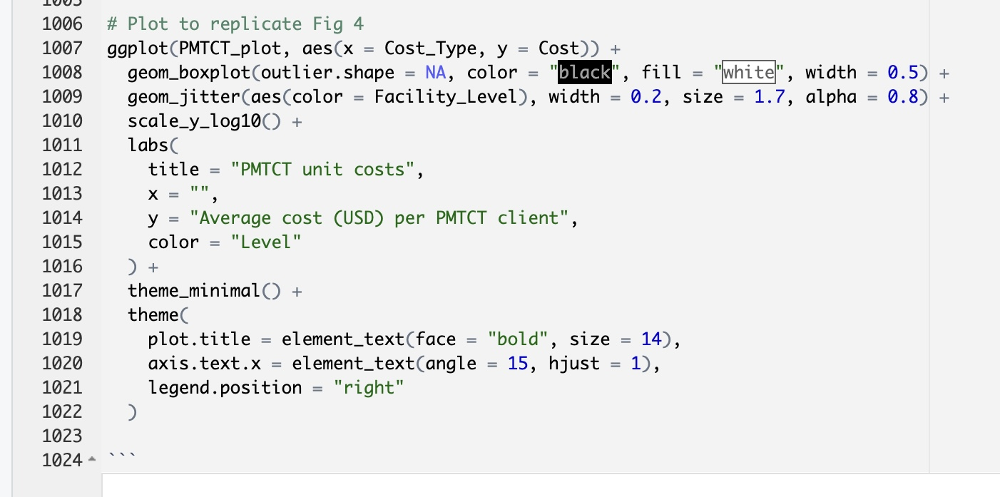 1005
1006 # Plot to replicate Fig 4
1007 ggplot(PMTCT_plot, aes(x = Cost_Type, y = Cost)) +
1008   geom_boxplot(outlier.shape = NA, color = "black", fill = "white", width = 0.5) +
1009   geom_jitter(aes(color = Facility_Level), width = 0.2, size = 1.7, alpha = 0.8) +
1010   scale_y_log10() +
1011   labs(
1012     title = "PMTCT unit costs",
1013     x = "",
1014     y = "Average cost (USD) per PMTCT client",
1015     color = "Level"
1016   ) +
1017   theme_minimal() +
1018   theme(
1019     plot.title = element_text(face = "bold", size = 14),
1020     axis.text.x = element_text(angle = 15, hjust = 1),
1021     legend.position = "right"
1022   )
1023
1024 ```